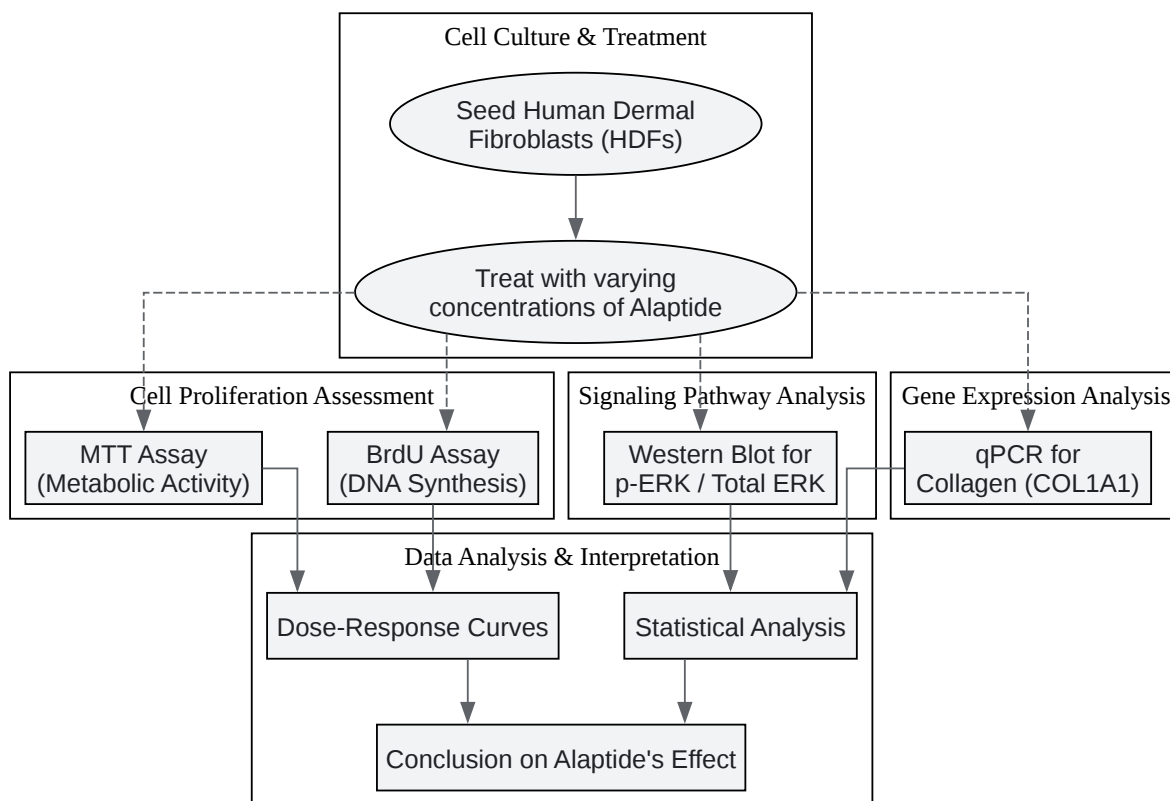 Cell Culture & Treatment
Seed Human Dermal
Fibroblasts (HDFs)
Treat with varying
concentrations of Alaptide
Cell Proliferation Assessment
MTT Assay
(Metabolic Activity)
BrdU Assay
(DNA Synthesis)
Signaling Pathway Analysis
Western Blot for
p-ERK / Total ERK
Gene Expression Analysis
qPCR for
Collagen (COL1A1)
Data Analysis & Interpretation
Dose-Response Curves
Statistical Analysis
Conclusion on Alaptide's Effect